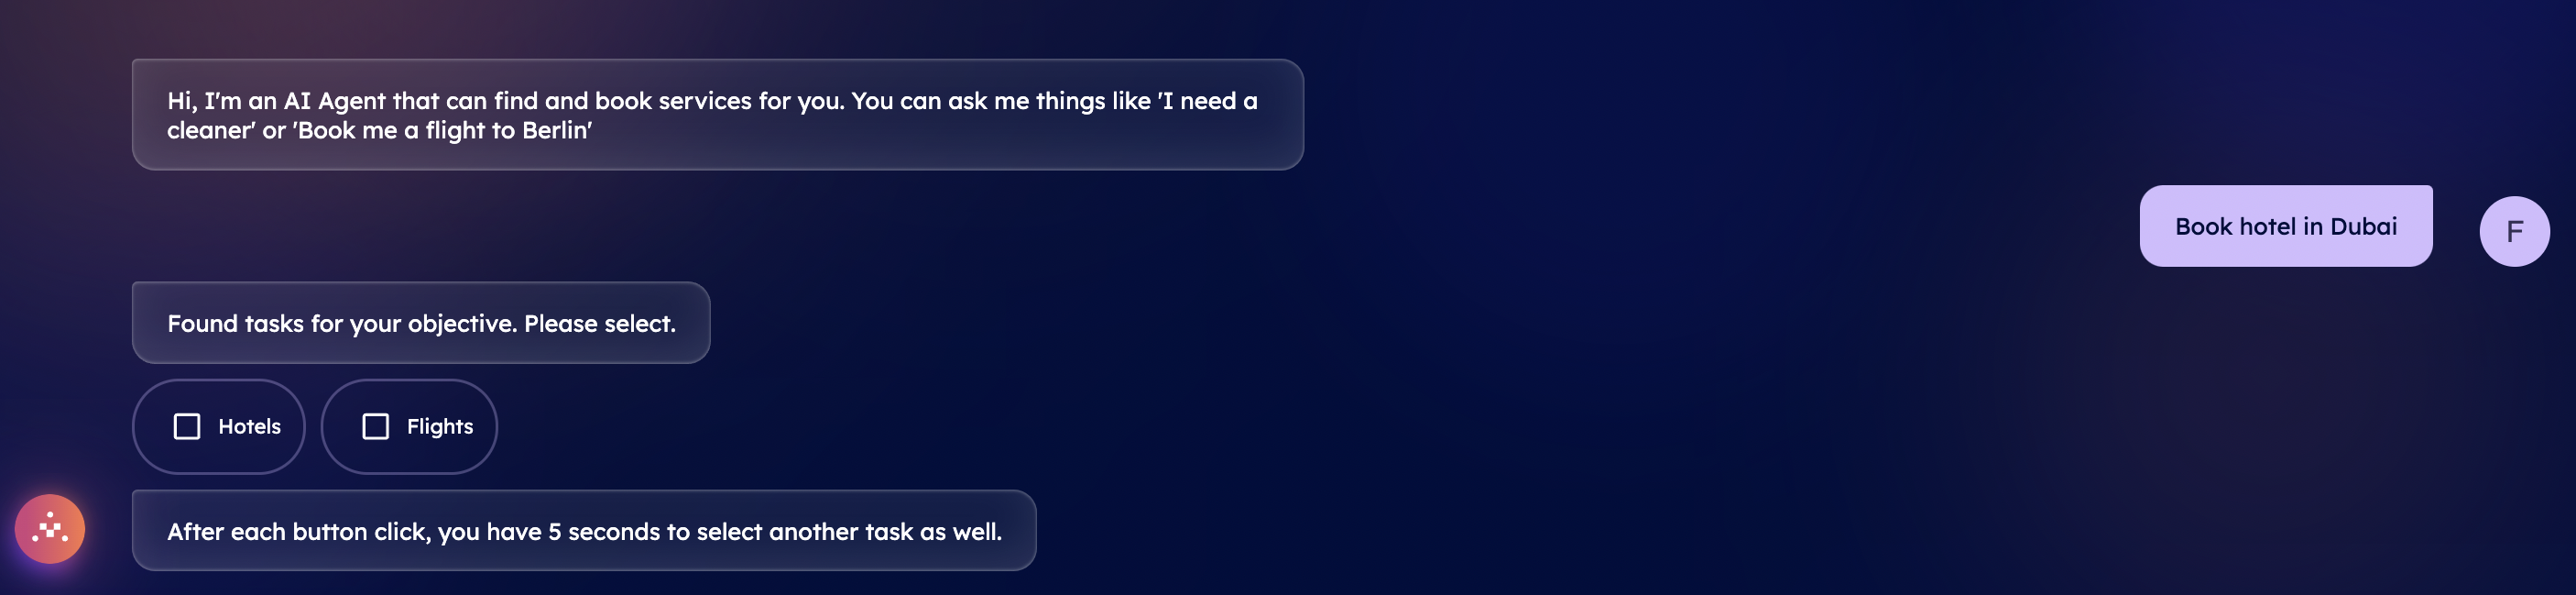 Hi, I'm an AI Agent that can find and book services for you. You can ask me things like 'I need a
cleaner' or 'Book me a flight to Berlin'
Book hotel in Dubai
F
Found tasks for your objective. Please select.
Hotels
Flights
After each button click, you have 5 seconds to select another task as well.